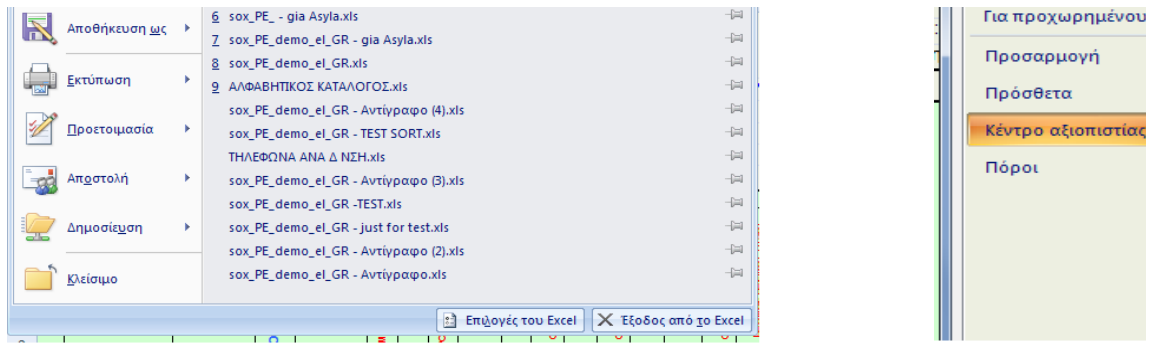 Αποθήκευση ως
Εκτύπωση
Προετοιμασία
Αποστολή
Δημοσίευση
Κλείσιμο
6 sox_PE_ - gia Asyla.xls
7 sox_PE_demo_el_GR - gia Asyla.xls
8 sox_PE_demo_el_GR.xls
9 ΑΛΦΑΒΗΤΙΚΟΣ ΚΑΤΑΛΟΓΟΣ.xls
sox_PE_demo_el_GR - Αντίγραφο (4).xls
sox_PE_demo_el_GR - TEST SORT.xls
ΤΗΛΕΦΩΝΑ ΑΝΑ Δ ΝΣΗ.xls
sox_PE_demo_el_GR - Αντίγραφο (3).xls
sox_PE_demo_el_GR -TEST.xls
sox_PE_demo_el_GR - just for test.xls
sox_PE_demo_el_GR - Αντίγραφο (2).xls
sox_PE_demo_el_GR - Αντίγραφο.xls
Επιλογές του Excel
Έξοδος από το Excel
Για προχωρημένου
Προσαρμογή
Πρόσθετα
Κέντρο αξιοπιστίας
Πόροι